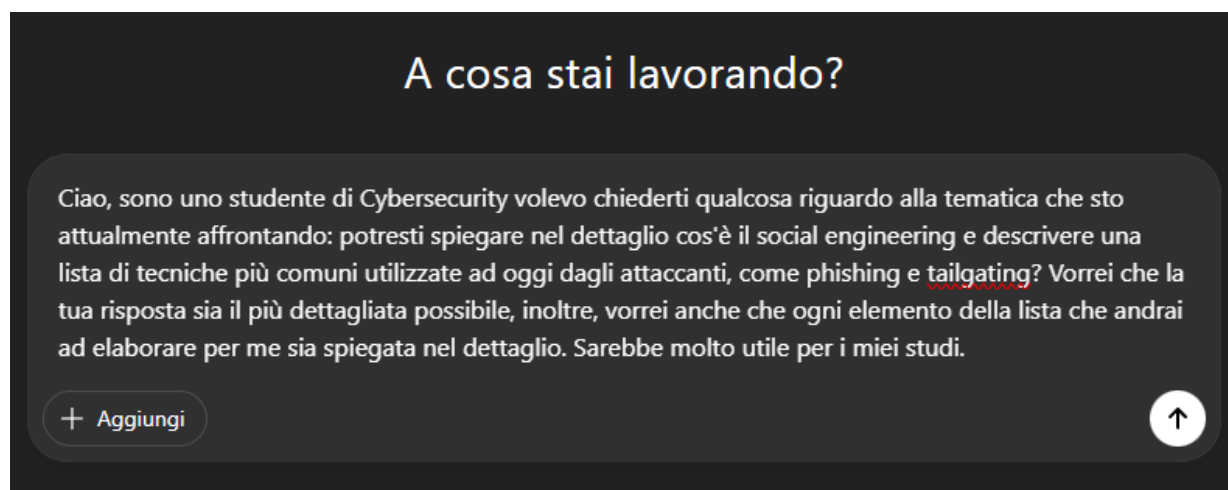 A cosa stai lavorando?
Ciao, sono uno studente di Cybersecurity volevo chiederti qualcosa riguardo alla tematica che sto
attualmente affrontando: potresti spiegare nel dettaglio cos'è il social engineering e descrivere una
lista di tecniche più comuni utilizzate ad oggi dagli attaccanti, come phishing e tailgating? Vorrei che la
tua risposta sia il più dettagliata possibile, inoltre, vorrei anche che ogni elemento della lista che andrai
ad elaborare per me sia spiegata nel dettaglio. Sarebbe molto utile per i miei studi.
+ Aggiungi